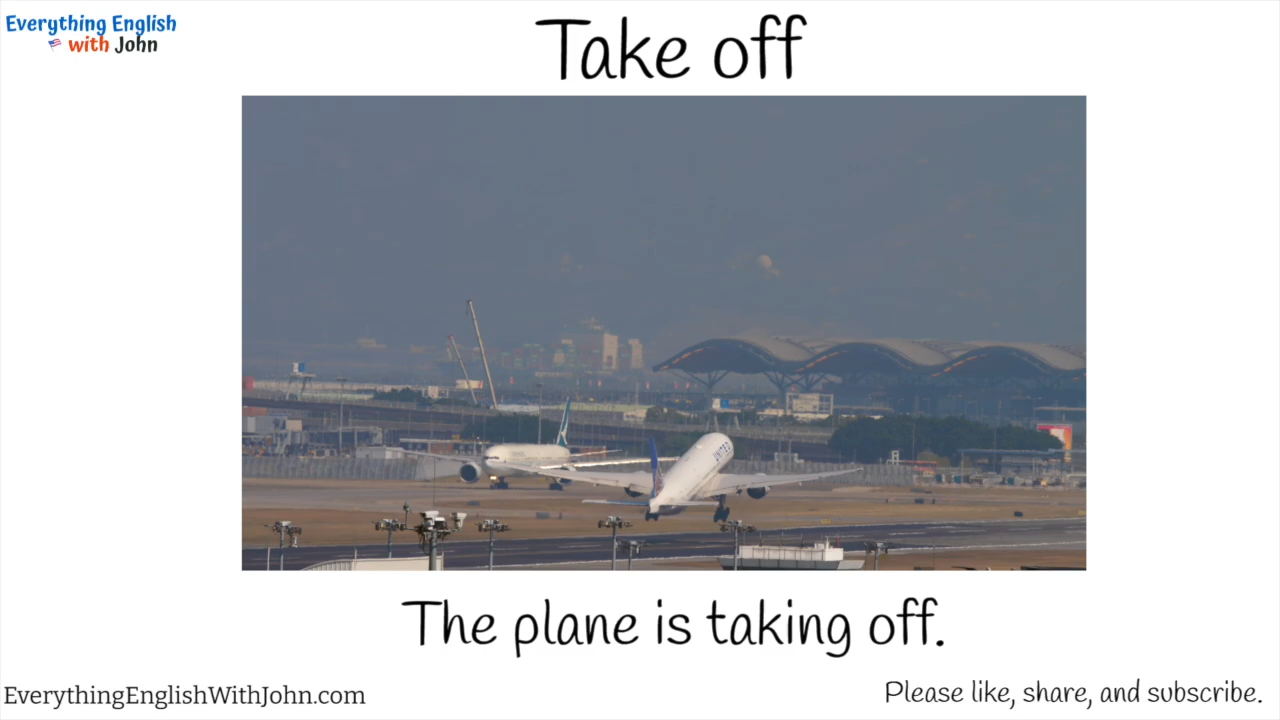 Everything English
with John
Take off
UNITED
The plane is taking off.
EverythingEnglishWithJohn.com
Please like, share, and subscribe.